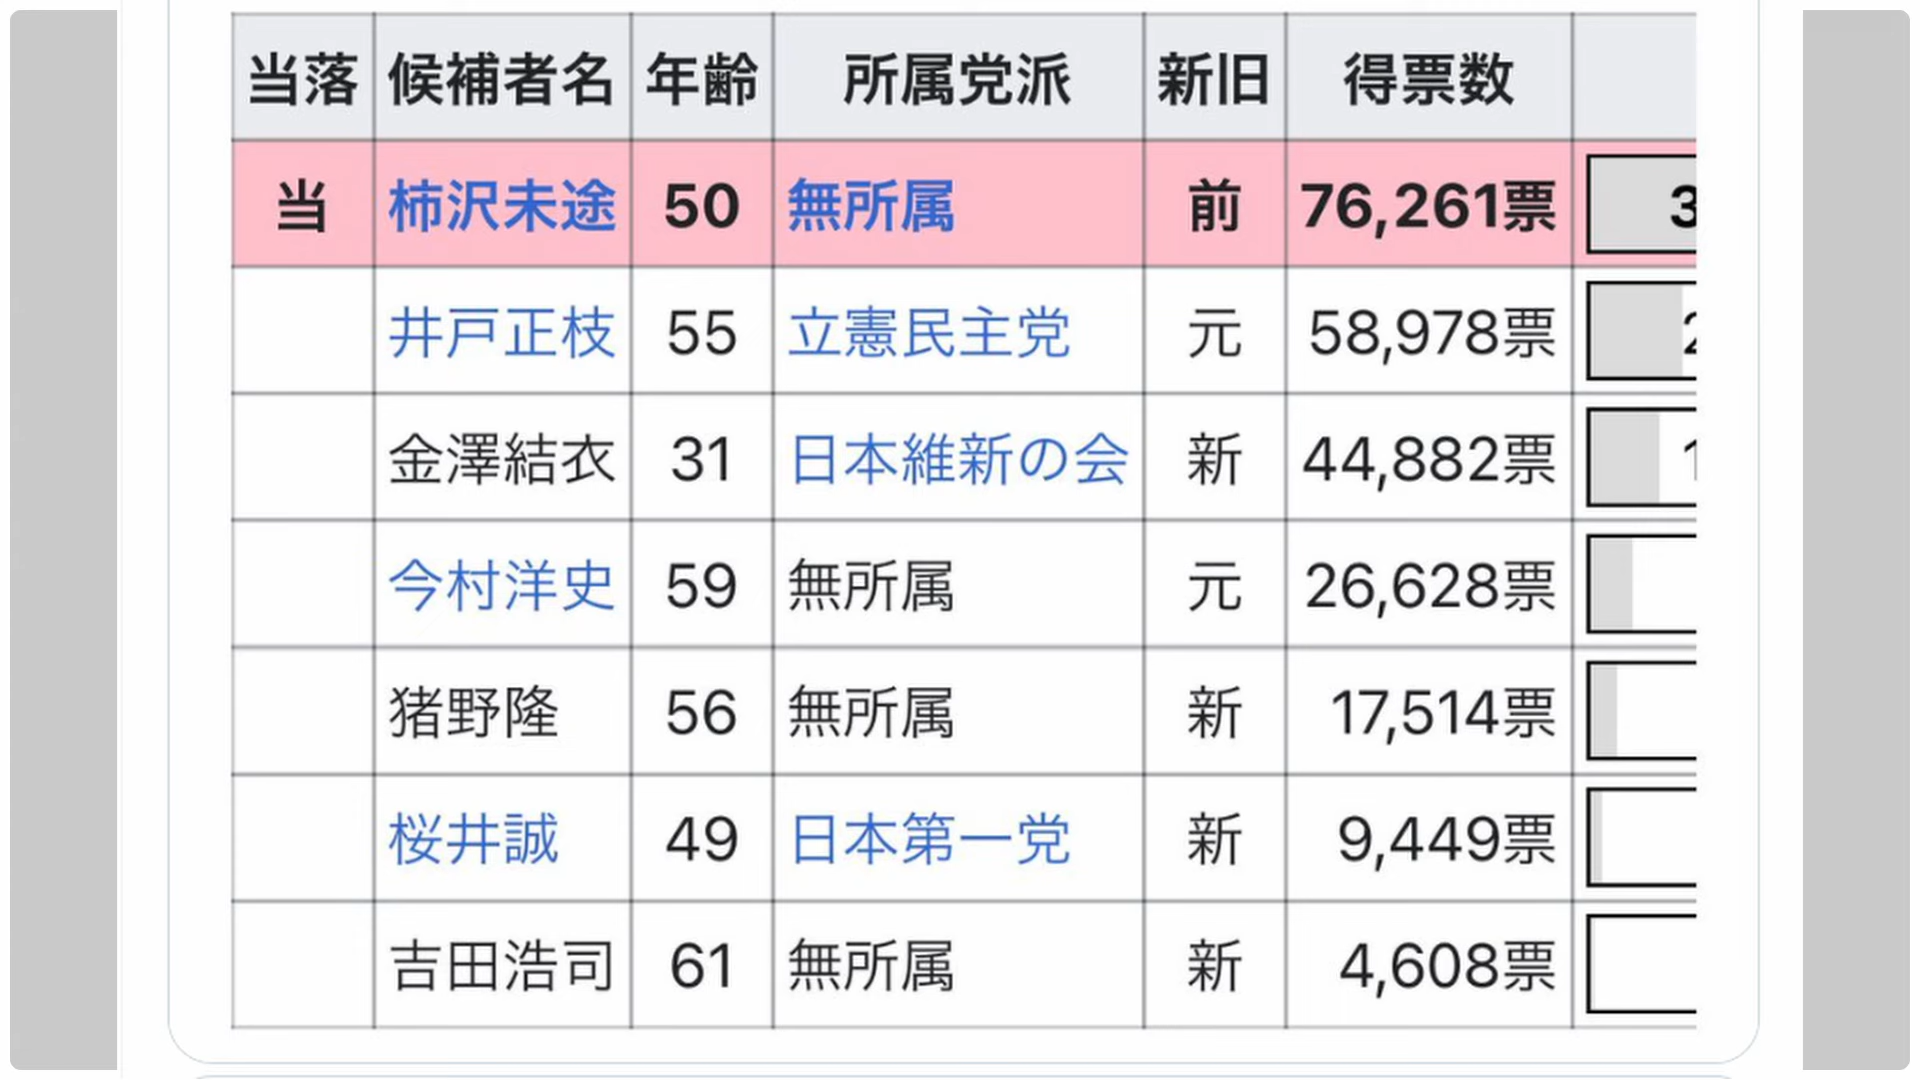 当落 候補者名 年齢 所属党派 新旧 得票数
当 柿沢未途 50 無所属 前 76,261票 3
井戸正枝 55 立憲民主党 元 58,978票 2
金澤結衣 31 日本維新の会 新 44,882票 1
今村洋史 59 無所属 元 26,628票
猪野隆 56 無所属 新 17,514票
桜井誠 49 日本第一党 新 9,449票
吉田浩司 61 無所属 新 4,608票